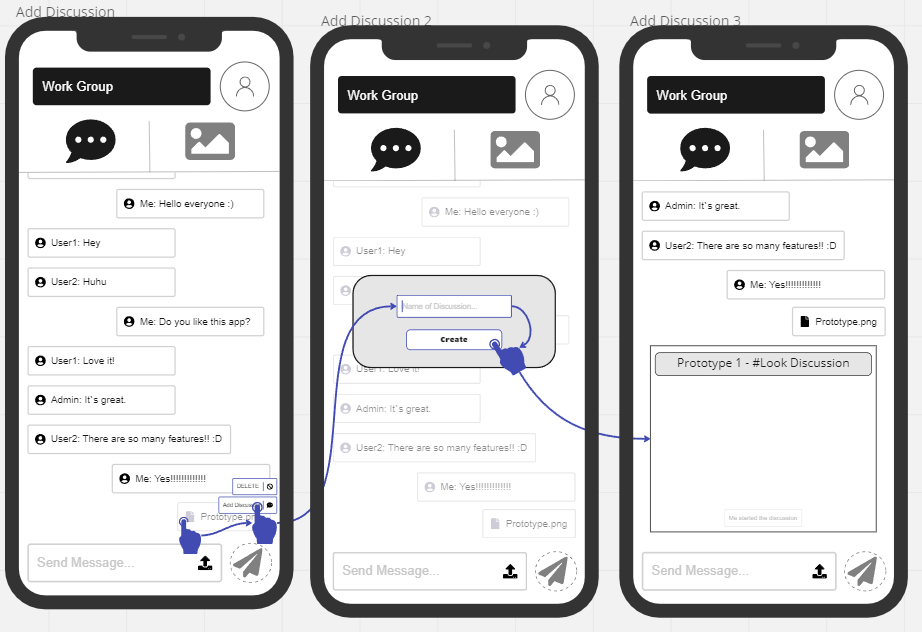 Add Discussion
Work Group
Me: Hello everyone :)
User1: Hey
User2: Huhu
Me: Do you like this app?
User1: Love it!
Admin: It`s great.
User2: There are so many features!! :D
Me: Yes!!!!!!!!!!!!!
DELETE
Add Discussion
Prototype.png
Send Message...
Add Discussion 2
Work Group
Me: Hello everyone :)
User1: Hey
Name of Discussion...
Create
User1: Love it!
Admin: It`s great.
User2: There are so many features!! :D
Me: Yes!!!!!!!!!!!!!
Prototype.png
Send Message...
Add Discussion 3
Work Group
Admin: It`s great.
User2: There are so many features!! :D
Me: Yes!!!!!!!!!!!!!
Prototype.png
Prototype 1 - #Look Discussion
Me started the discussion
Send Message...